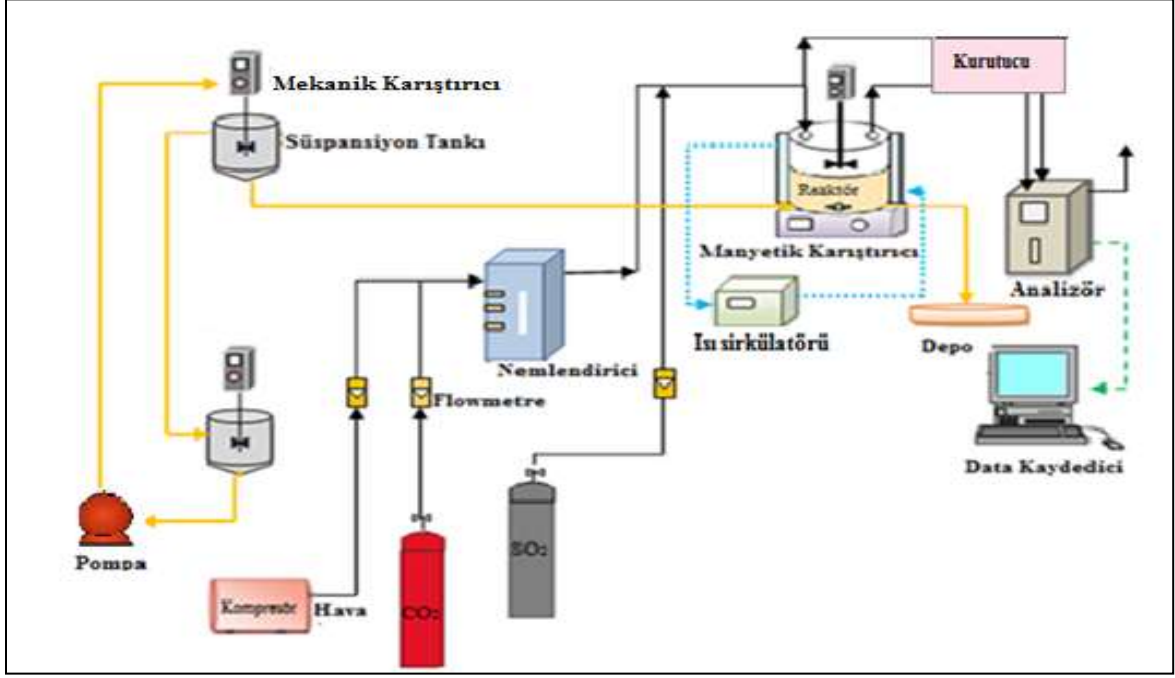 Kurutucu
Mekanik Karıştırıcı
Süspansiyon Tankı
Reaktör
Manyetik Karıştırıcı
Analizör
Isı sirkülatörü
Depo
Nemlendirici
Flowmetre
Data Kaydedici
SO₂
Pompa
Kompresör
Hava
CO₂